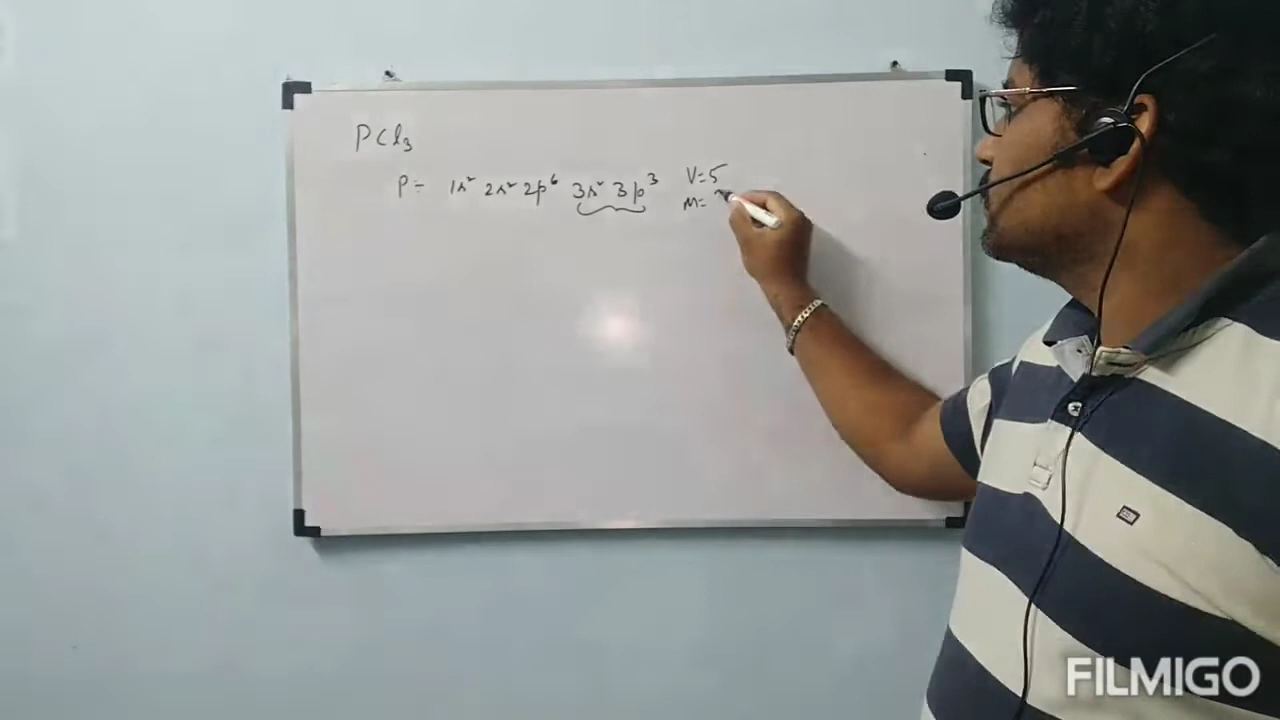 PCl₃
P = 1s² 2s² 2p⁶ 3s² 3p³ V=5
M=
FILMIGO